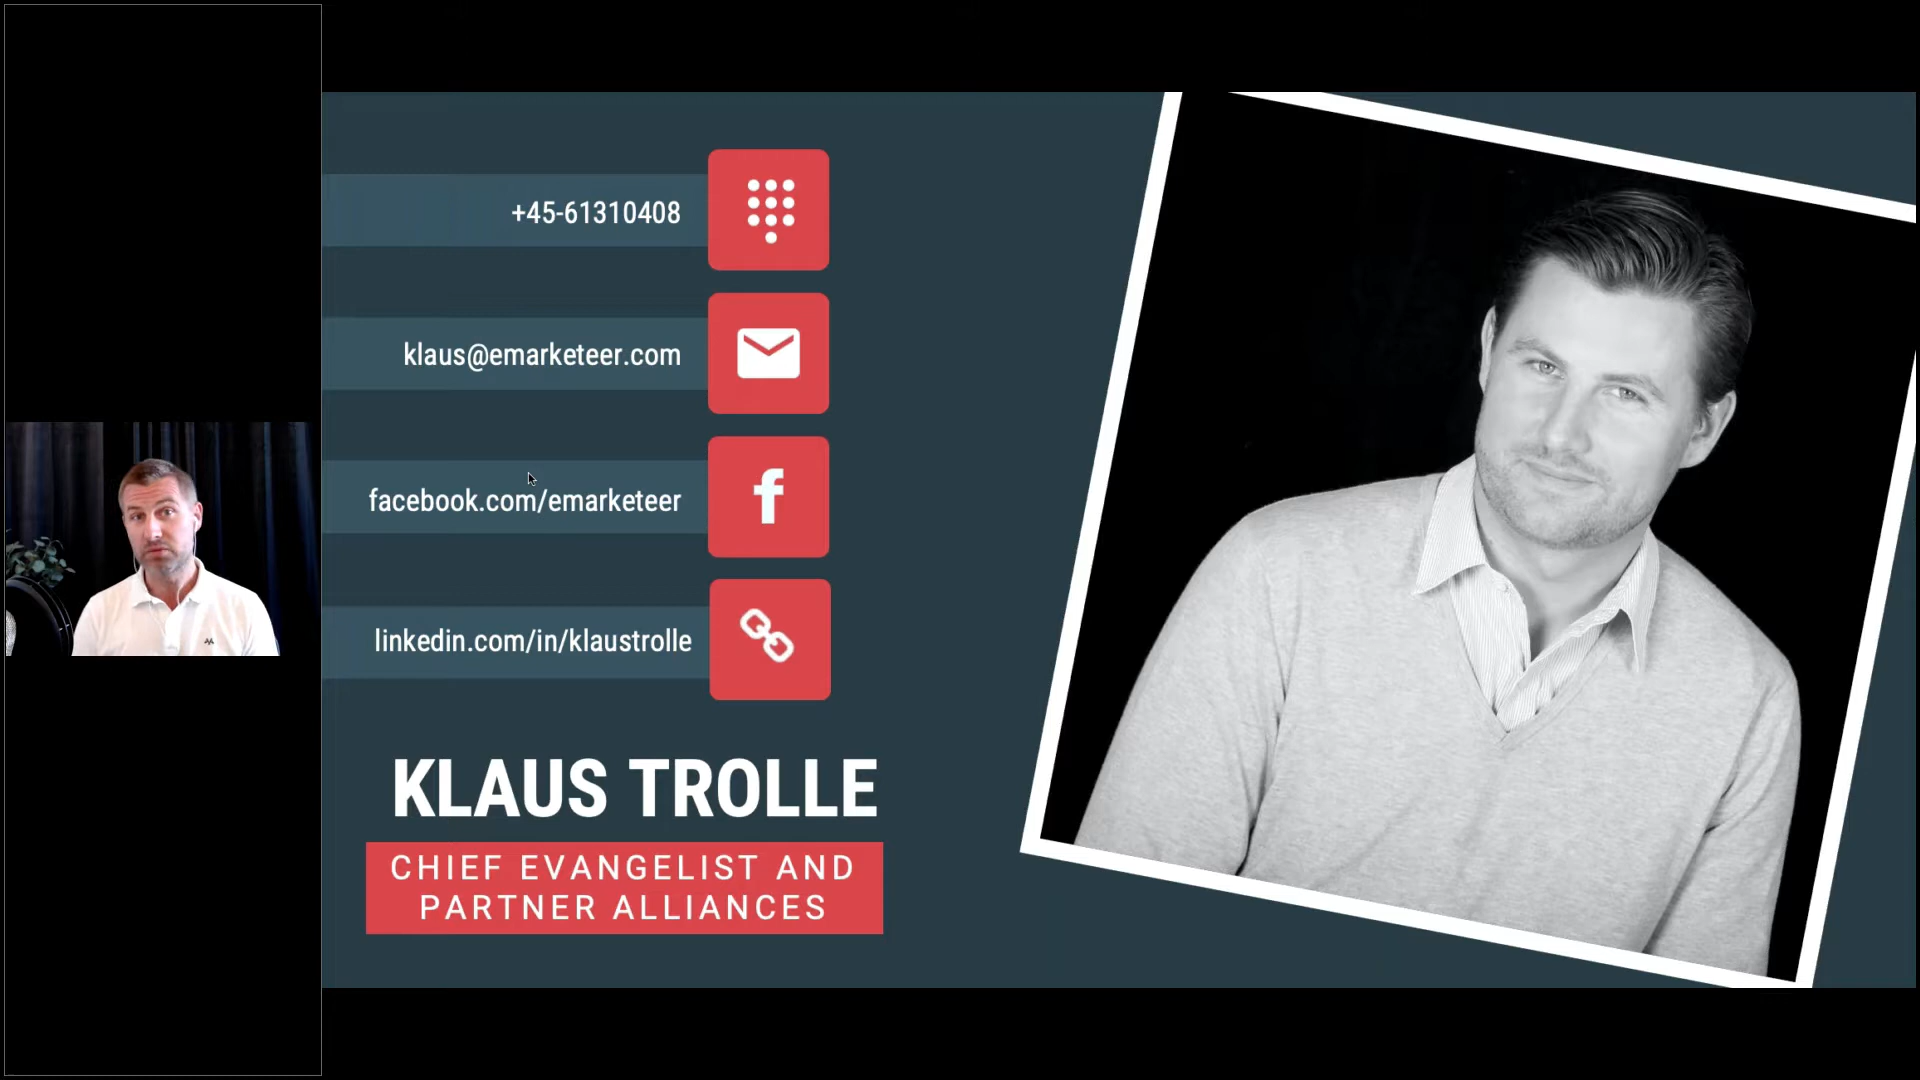 +45-61310408
klaus@emarketeer.com
facebook.com/emarketeer
linkedin.com/in/klaustrolle
KLAUS TROLLE
CHIEF EVANGELIST AND
PARTNER ALLIANCES